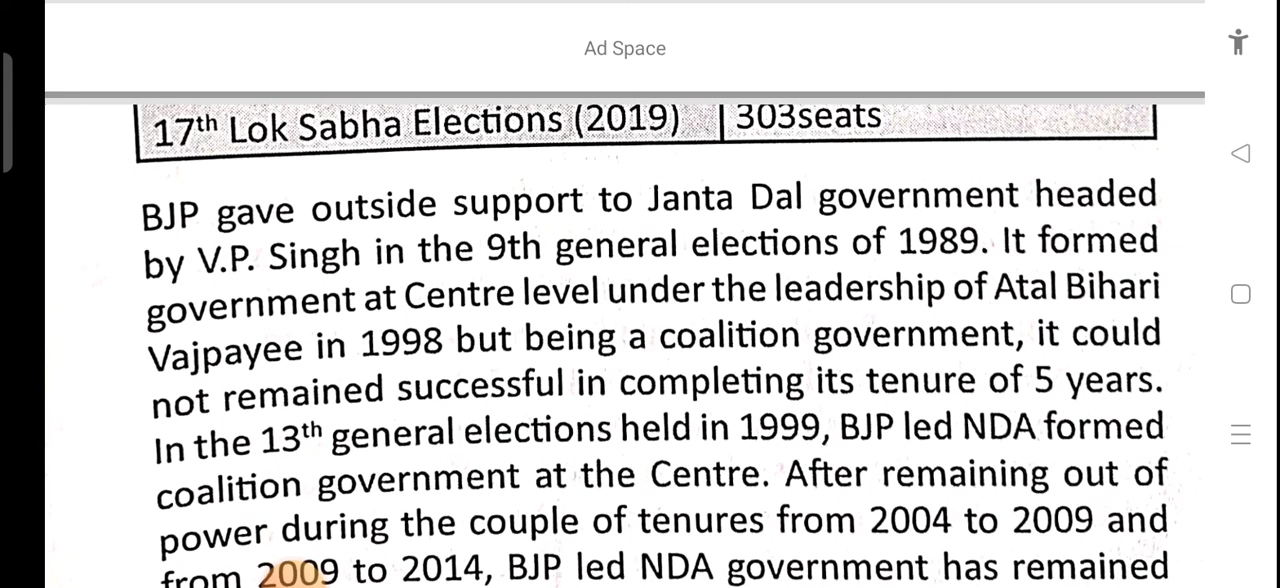 Ad Space
17th Lok Sabha Elections (2019) 303seats
BJP gave outside support to Janta Dal government headed
by V.P. Singh in the 9th general elections of 1989. It formed
government at Centre level under the leadership of Atal Bihari
Vajpayee in 1998 but being a coalition government, it could
not remained successful in completing its tenure of 5 years.
In the 13th general elections held in 1999, BJP led NDA formed
coalition government at the Centre. After remaining out of
power during the couple of tenures from 2004 to 2009 and
from 2009 to 2014, BJP led NDA government has remained